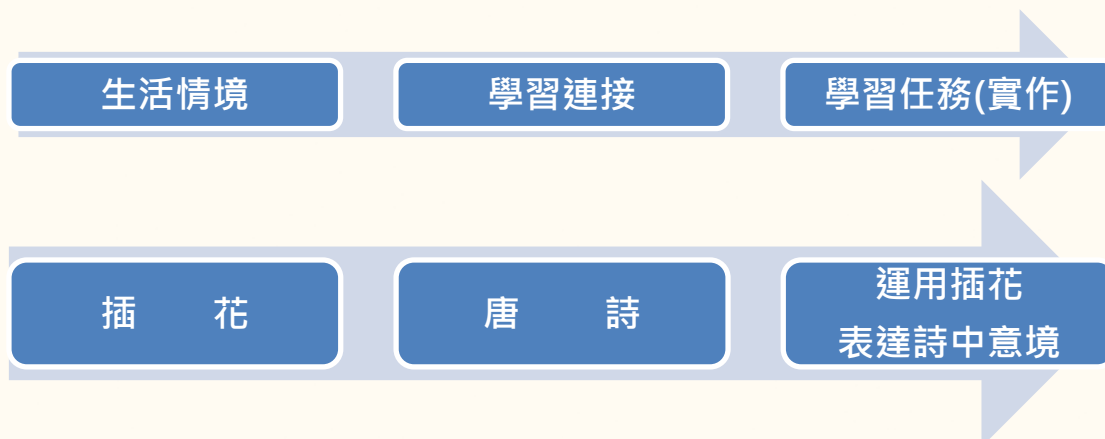 生活情境
學習連接
學習任務(實作)
插 花
唐 詩
運用插花
表達詩中意境